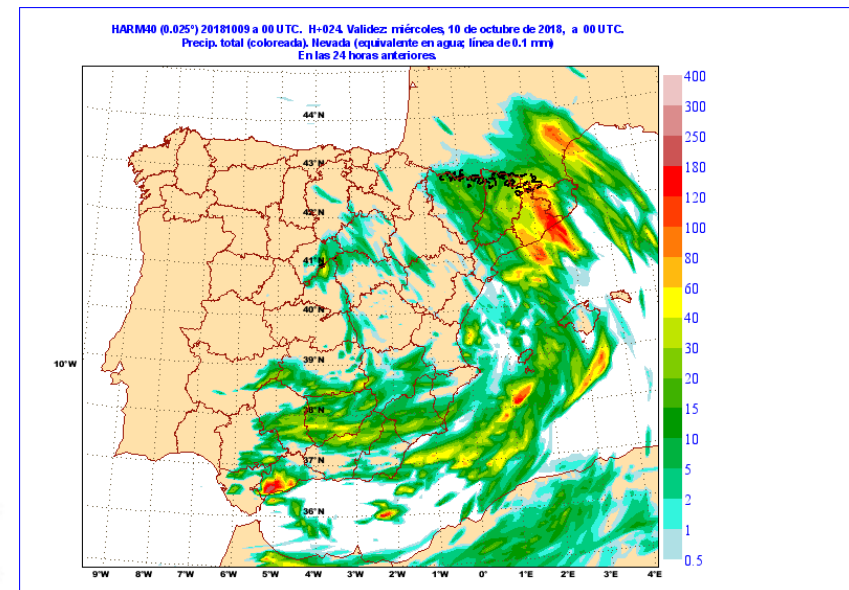 HARM40 (0.025°) 20181009 a 00 UTC. H+024. Validez: miércoles, 10 de octubre de 2018, a 00 UTC.
Precip. total (coloreada). Nevada (equivalente en agua; línea de 0.1 mm)
En las 24 horas anteriores.
400
300
250
180
120
100
80
60
40
30
20
15
10
5
2
1
0.5
44°N
43°N
42°N
41°N
40°N
39°N
38°N
37°N
36°N
10°W
9°W 8°W 7°W 6°W 5°W 4°W 3°W 2°W 1°W 0° 1°E 2°E 3°E 4°E